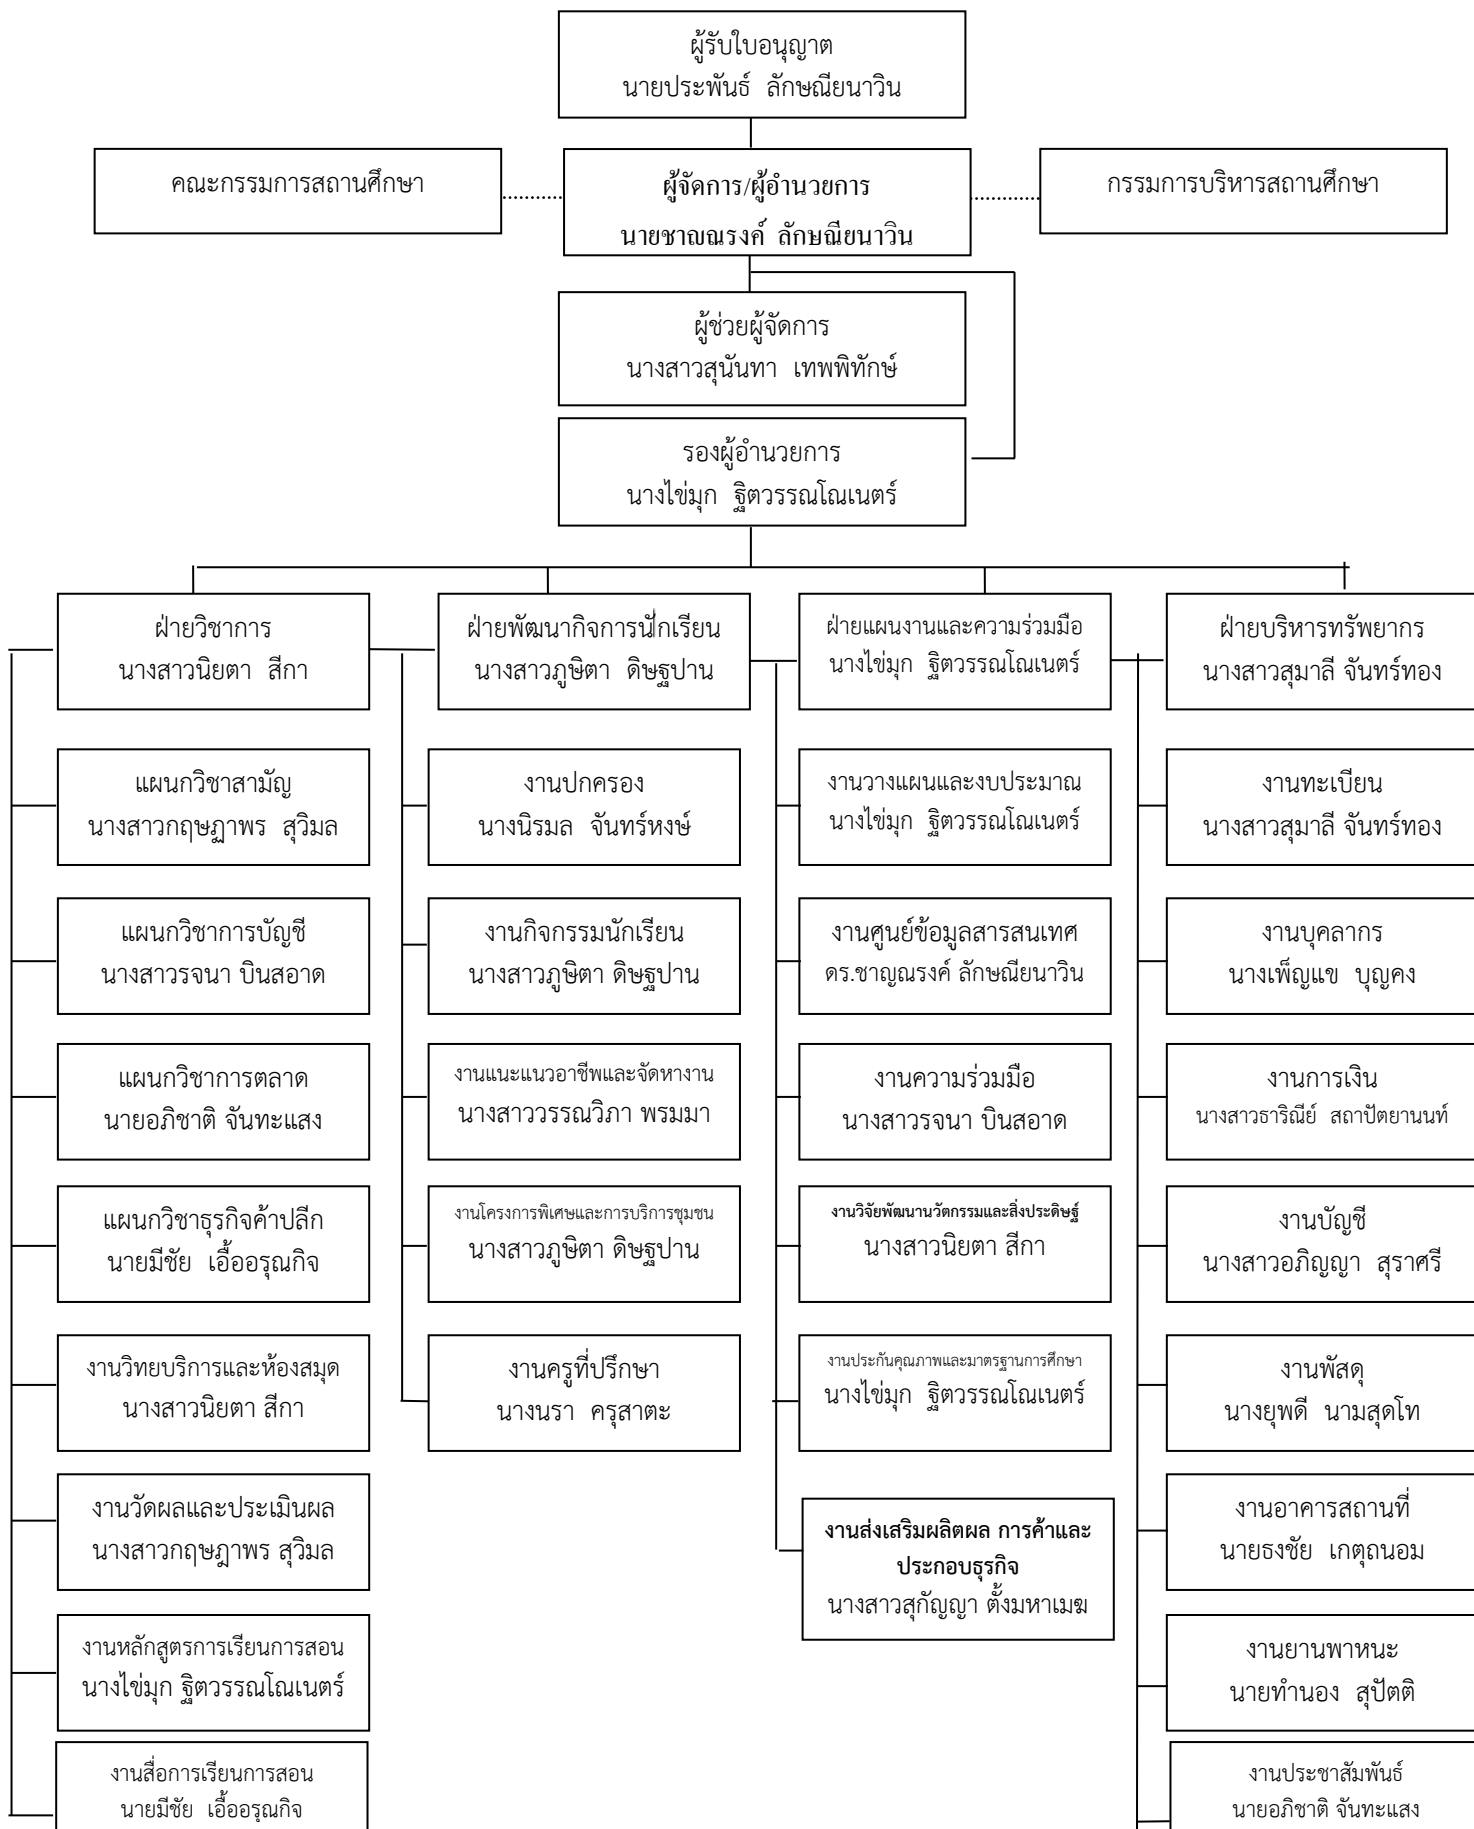 ผู้รับใบอนุญาต
นายประพันธ์ ลักษณียนาวิน
คณะกรรมการสถานศึกษา
ผู้จัดการ/ผู้อำนวยการ
นายชาญณรงค์ ลักษณียนาวิน
กรรมการบริหารสถานศึกษา
ผู้ช่วยผู้จัดการ
นางสาวสุนันทา เทพพิทักษ์
รองผู้อำนวยการ
นางไข่มุก ฐิตวรรณโณเนตร์
ฝ่ายวิชาการ
นางสาวนิยตา สีกา
แผนกวิชาสามัญ
นางสาวกฤษฏาพร สุวิมล
แผนกวิชาการบัญชี
นางสาวรจนา บินสอาด
แผนกวิชาการตลาด
นายอภิชาติ จันทะแสง
แผนกวิชาธุรกิจค้าปลีก
นายมีชัย เอื้ออรุณกิจ
งานวิทยบริการและห้องสมุด
นางสาวนิยตา สีกา
งานวัดผลและประเมินผล
นางสาวกฤษฎาพร สุวิมล
งานหลักสูตรการเรียนการสอน
นางไข่มุก ฐิตวรรณโณเนตร์
งานสื่อการเรียนการสอน
นายมีชัย เอื้ออรุณกิจ
ฝ่ายพัฒนากิจการนักเรียน
นางสาวภูษิตา ดิษฐปาน
งานปกครอง
นางนิรมล จันทร์หงษ์
งานกิจกรรมนักเรียน
นางสาวภูษิตา ดิษฐปาน
งานแนะแนวอาชีพและจัดหางาน
นางสาววรรณวิภา พรมมา
งานโครงการพิเศษและการบริการชุมชน
นางสาวภูษิตา ดิษฐปาน
งานครูที่ปรึกษา
นางนรา ครุสาตะ
ฝ่ายแผนงานและความร่วมมือ
นางไข่มุก ฐิตวรรณโณเนตร์
งานวางแผนและงบประมาณ
นางไข่มุก ฐิตวรรณโณเนตร์
งานศูนย์ข้อมูลสารสนเทศ
ดร.ชาญณรงค์ ลักษณียนาวิน
งานความร่วมมือ
นางสาวรจนา บินสอาด
งานวิจัยพัฒนานวัตกรรมและสิ่งประดิษฐ์
นางสาวนิยตา สีกา
งานประกันคุณภาพและมาตรฐานการศึกษา
นางไข่มุก ฐิตวรรณโณเนตร์
งานส่งเสริมผลิตผล การค้าและ
ประกอบธุรกิจ
นางสาวสุกัญญา ตั้งมหาเมฆ
ฝ่ายบริหารทรัพยากร
นางสาวสุมาลี จันทร์ทอง
งานทะเบียน
นางสาวสุมาลี จันทร์ทอง
งานบุคลากร
นางเพ็ญแข บุญคง
งานการเงิน
นางสาวธาริณีย์ สถาปัตยานนท์
งานบัญชี
นางสาวอภิญญา สุราศรี
งานพัสดุ
นางยุพดี นามสุดโท
งานอาคารสถานที่
นายธงชัย เกตุถนอม
งานยานพาหนะ
นายทำนอง สุปัตติ
งานประชาสัมพันธ์
นายอภิชาติ จันทะแสง